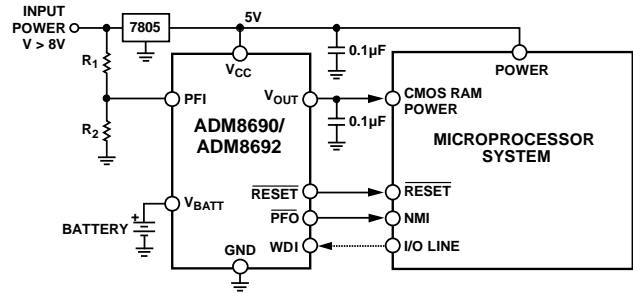 INPUT
POWER
V > 8V
7805
5V
R1
R2
0.1µF
POWER
VCC
PFI
VOUT
CMOS RAM
POWER
0.1µF
ADM8690/
ADM8692
MICROPROCESSOR
SYSTEM
VBATT
BATTERY
+
RESET
RESET
PFO
NMI
GND
WDI
I/O LINE